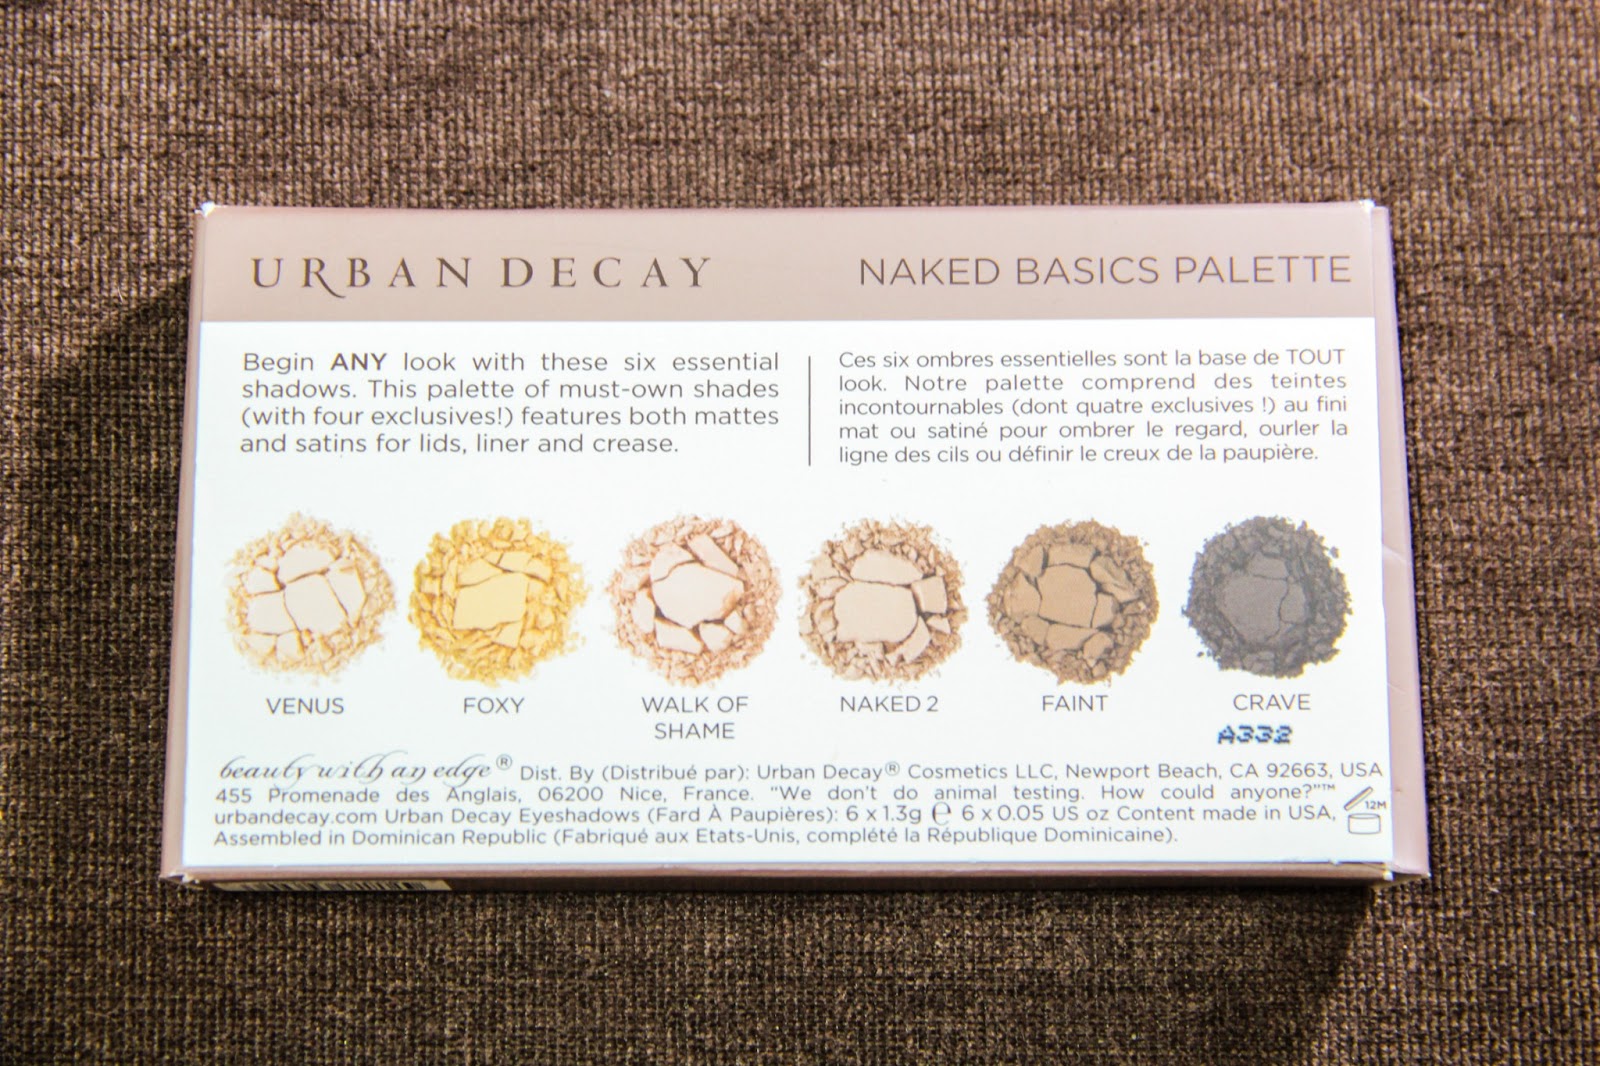 URBAN DECAY
NAKED BASICS PALETTE
Begin ANY look with these six essential
shadows. This palette of must-own shades
(with four exclusives!) features both mattes
and satins for lids, liner and crease.
Ces six ombres essentielles sont la base de TOUT
look. Notre palette comprend des teintes
incontournables (dont quatre exclusives !) au fini
mat ou satiné pour ombrer le regard, ourler la
ligne des cils ou définir le creux de la paupière.
VENUS
FOXY
WALK OF
SHAME
NAKED 2
FAINT
CRAVE
A332
beauty with an edge® Dist. By (Distribué par): Urban Decay® Cosmetics LLC, Newport Beach, CA 92663, USA
455 Promenade des Anglais, 06200 Nice, France. “We don’t do animal testing. How could anyone?”™
urbandecay.com Urban Decay Eyeshadows (Fard À Paupières): 6 x 1.3g ℮ 6 x 0.05 US oz Content made in USA,
Assembled in Dominican Republic (Fabriqué aux Etats-Unis, complété la République Dominicaine).
12M